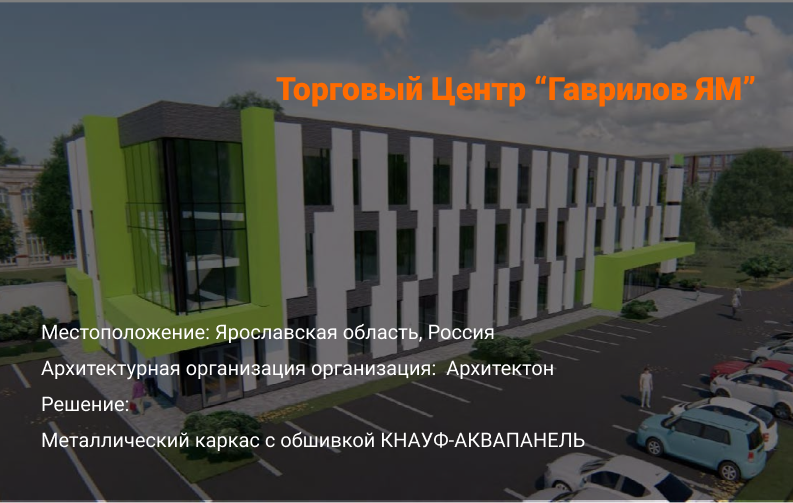 Торговый Центр “Гаврилов ЯМ”
Местоположение: Ярославская область, Россия
Архитектурная организация организация: Архитектон
Решение:
Металлический каркас с обшивкой КНАУФ-АКВАПАНЕЛЬ